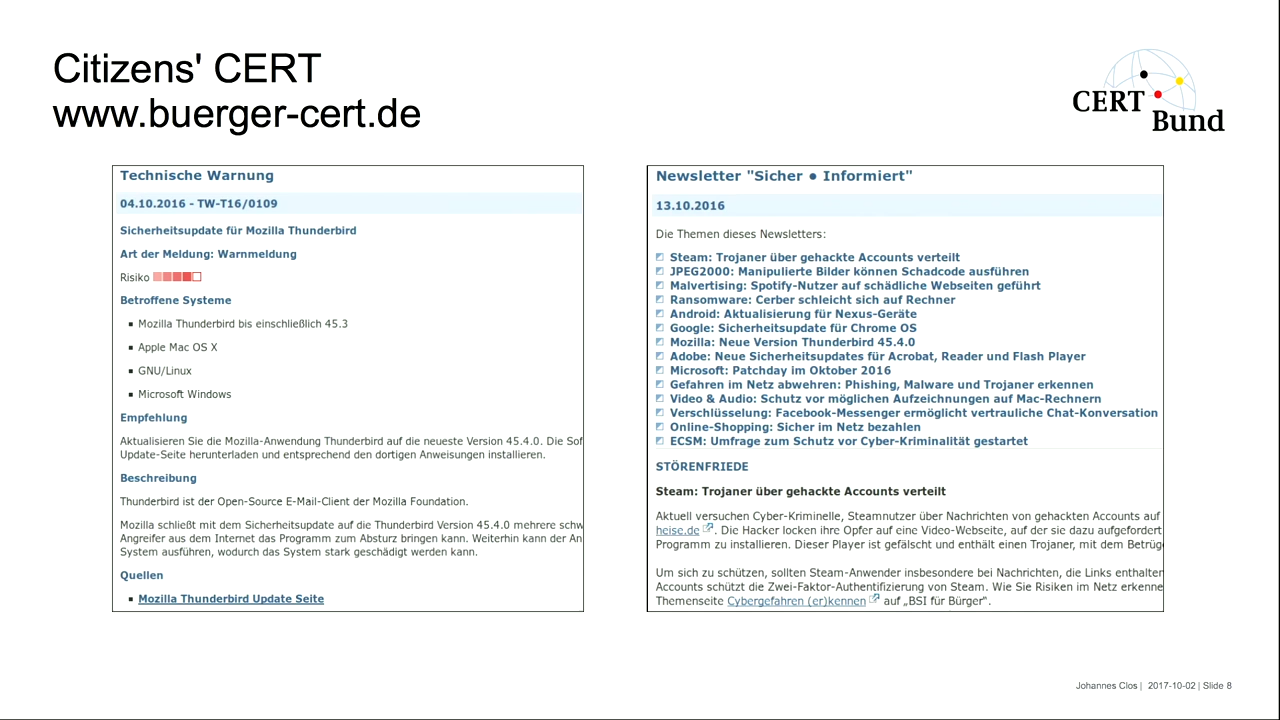 Citizens' CERT
www.buerger-cert.de
CERT
Bund
Technische Warnung
04.10.2016 - TW-T16/0109
Sicherheitsupdate für Mozilla Thunderbird
Art der Meldung: Warnmeldung
Risiko
Betroffene Systeme
Mozilla Thunderbird bis einschließlich 45.3
Apple Mac OS X
GNU/Linux
Microsoft Windows
Empfehlung
Aktualisieren Sie die Mozilla-Anwendung Thunderbird auf die neueste Version 45.4.0. Die Sof
Update-Seite herunterladen und entsprechend den dortigen Anweisungen installieren.
Beschreibung
Thunderbird ist der Open-Source E-Mail-Client der Mozilla Foundation.
Mozilla schließt mit dem Sicherheitsupdate auf die Thunderbird Version 45.4.0 mehrere schw
Angreifer aus dem Internet das Programm zum Absturz bringen kann. Weiterhin kann der An
System ausführen, wodurch das System stark geschädigt werden kann.
Quellen
Mozilla Thunderbird Update Seite
Newsletter "Sicher • Informiert"
13.10.2016
Die Themen dieses Newsletters:
Steam: Trojaner über gehackte Accounts verteilt
JPEG2000: Manipulierte Bilder können Schadcode ausführen
Malvertising: Spotify-Nutzer auf schädliche Webseiten geführt
Ransomware: Cerber schleicht sich auf Rechner
Android: Aktualisierung für Nexus-Geräte
Google: Sicherheitsupdate für Chrome OS
Mozilla: Neue Version Thunderbird 45.4.0
Adobe: Neue Sicherheitsupdates für Acrobat, Reader und Flash Player
Microsoft: Patchday im Oktober 2016
Gefahren im Netz abwehren: Phishing, Malware und Trojaner erkennen
Video & Audio: Schutz vor möglichen Aufzeichnungen auf Mac-Rechnern
Verschlüsselung: Facebook-Messenger ermöglicht vertrauliche Chat-Konversation
Online-Shopping: Sicher im Netz bezahlen
ECSM: Umfrage zum Schutz vor Cyber-Kriminalität gestartet
STÖRENFRIEDE
Steam: Trojaner über gehackte Accounts verteilt
Aktuell versuchen Cyber-Kriminelle, Steamnutzer über Nachrichten von gehackten Accounts auf
heise.de. Die Hacker locken ihre Opfer auf eine Video-Webseite, auf der sie dazu aufgefordert
Programm zu installieren. Dieser Player ist gefälscht und enthält einen Trojaner, mit dem Betrüge
Um sich zu schützen, sollten Steam-Anwender insbesondere bei Nachrichten, die Links enthalten
Accounts schützt die Zwei-Faktor-Authentifizierung von Steam. Wie Sie Risiken im Netz erkenne
Themenseite Cybergefahren (er)kennen auf „BSI für Bürger“.
Johannes Clos | 2017-10-02 | Slide 8